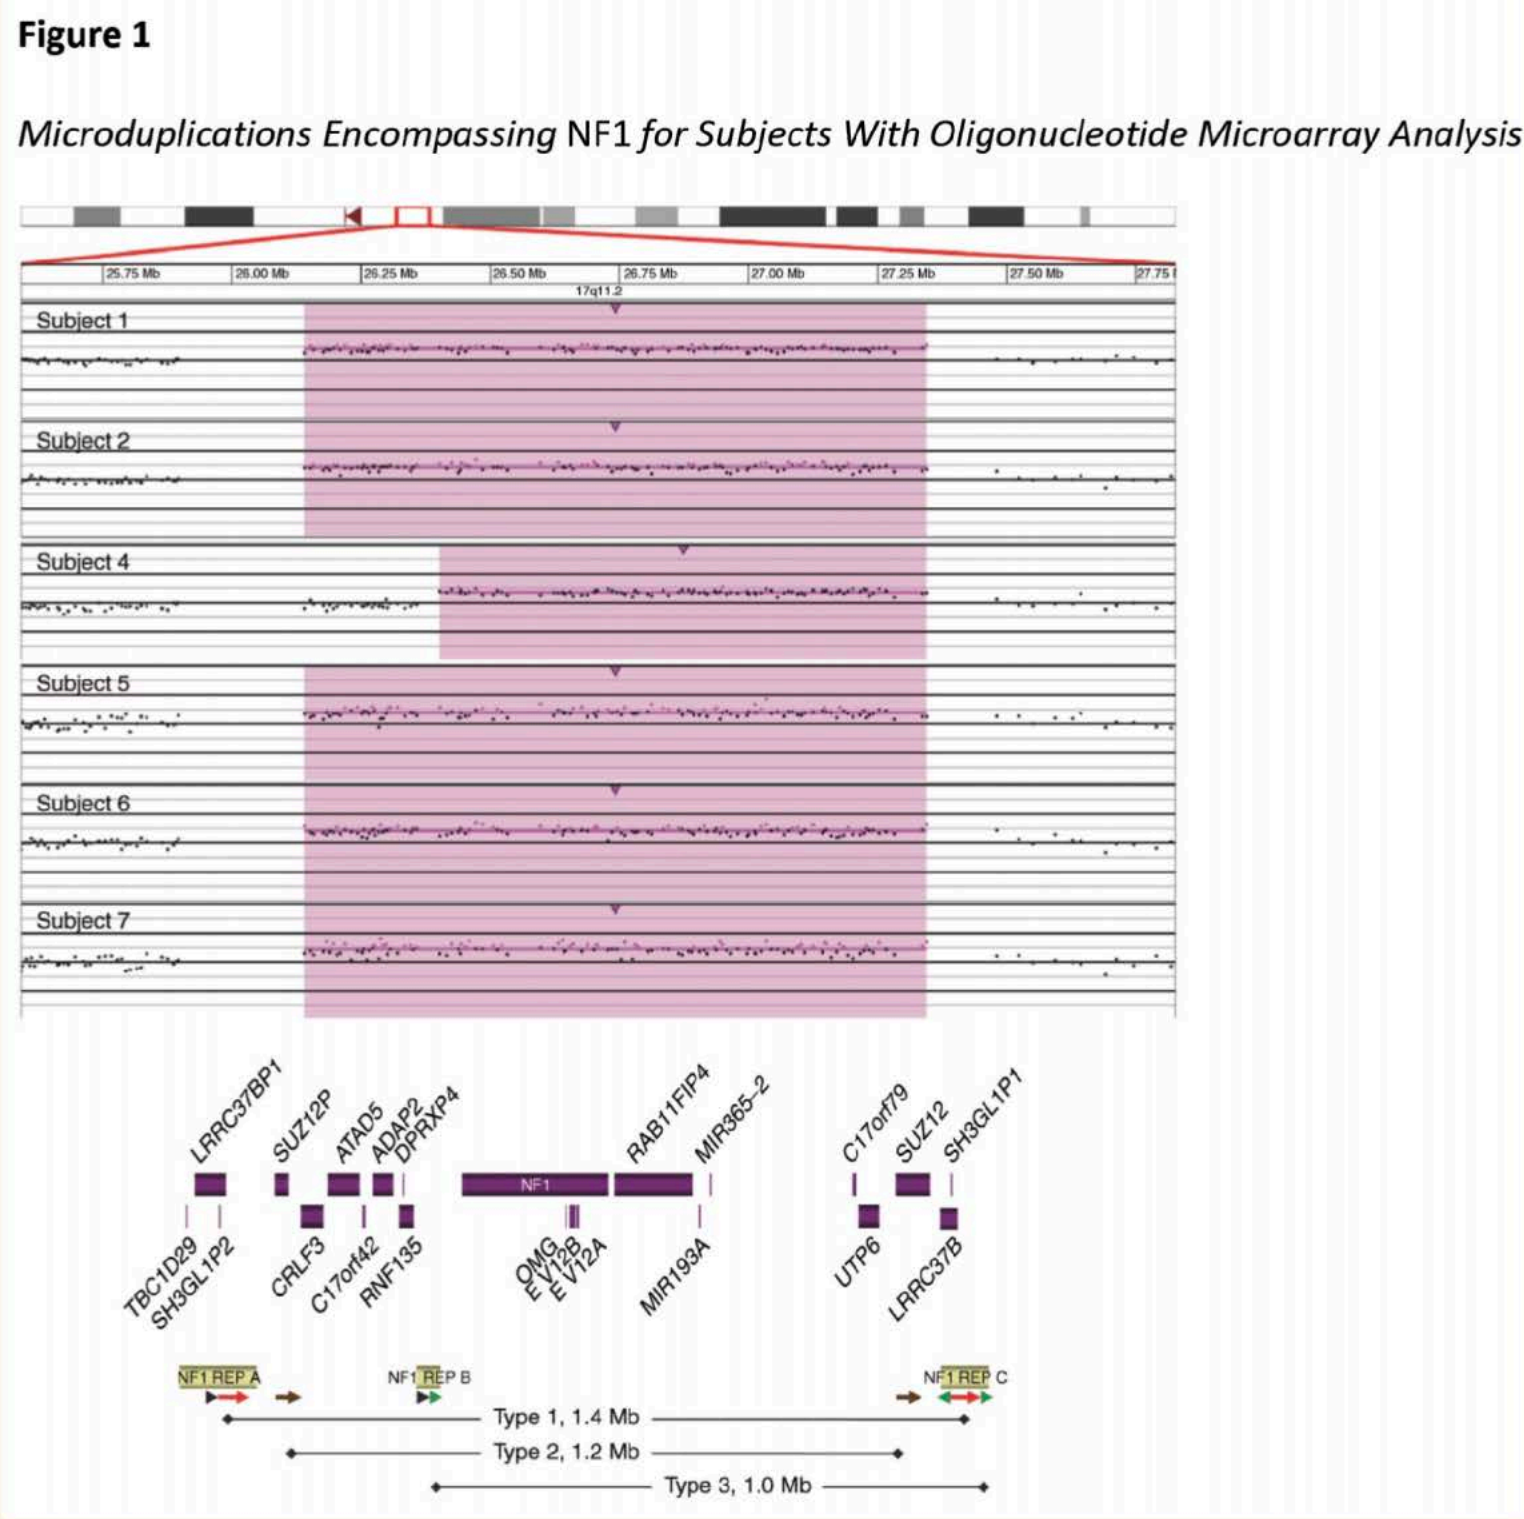 Figure 1
Microduplications Encompassing NF1 for Subjects With Oligonucleotide Microarray Analysis
25.75 Mb 26.00 Mb 26.25 Mb 26.50 Mb 26.75 Mb 27.00 Mb 27.25 Mb 27.50 Mb 27.75
17q11.2
Subject 1
Subject 2
Subject 4
Subject 5
Subject 6
Subject 7
LRRC37BP1 SUZ12P ATAD5 ADAP2 DPRXP4 RAB11FIP4 MIR365-2 C17orf79 SUZ12 SH3GL1P1
NF1
TBC1D29 SH3GL1P2 CRLF3 C17orf42 RNF135 OMG E V12B E V12A MIR193A UTP6 LRRC37B
NF1 REP A NF1 REP B NF1 REP C
Type 1, 1.4 Mb
Type 2, 1.2 Mb
Type 3, 1.0 Mb